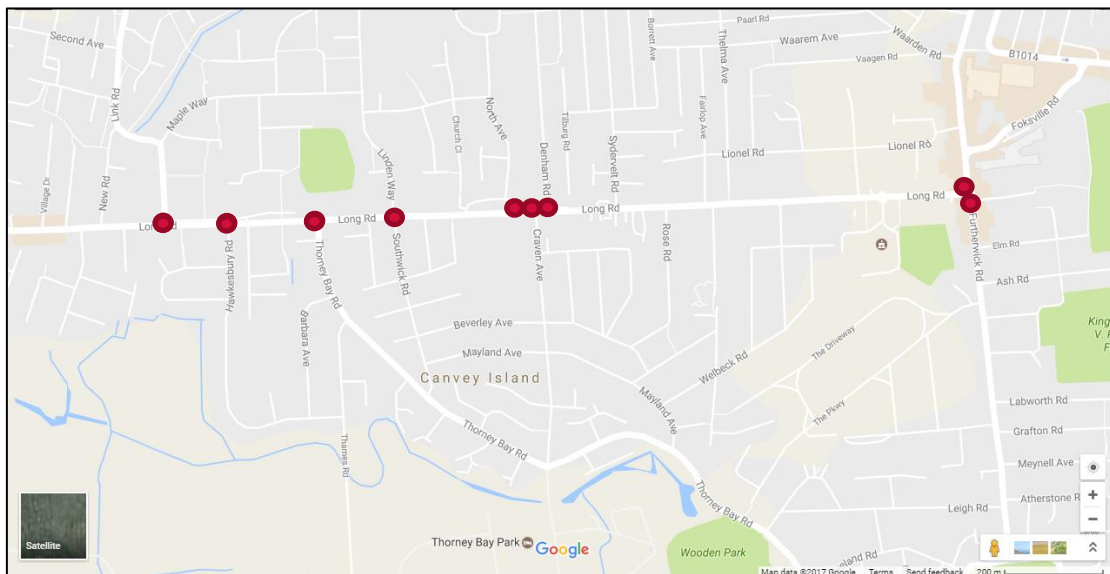 Second Ave
Link Rd
Maple Way
Village Dr
New Rd
Long Rd
Hawkesbury Rd
Barbara Ave
Thames Rd
Thorney Bay Rd
Long Rd
Linden Way
Southwick Rd
Church Cl
North Ave
Denham Rd
Tilburg Rd
Sydervelt Rd
Long Rd
Craven Ave
Rose Rd
Borrett Ave
Thelma Ave
Paarl Rd
Waarem Ave
Vaagen Rd
Waarden Rd
B1014
Foksville Rd
Fairlop Ave
Lionel Rd
Lionel Rd
Long Rd
Furtherwick Rd
Elm Rd
Ash Rd
King
V. F
F
Beverley Ave
Mayland Ave
Canvey Island
Mayland Ave
Welbeck Rd
The Driveway
The Pkwy
Labworth Rd
Grafton Rd
Meynell Ave
Atherstone R
Leigh Rd
Thorney Bay Rd
Thorney Bay Rd
Thorney Bay Park
Google
Wooden Park
eland Rd
Satellite
Map data ©2017 Google Terms Send feedback 200 m